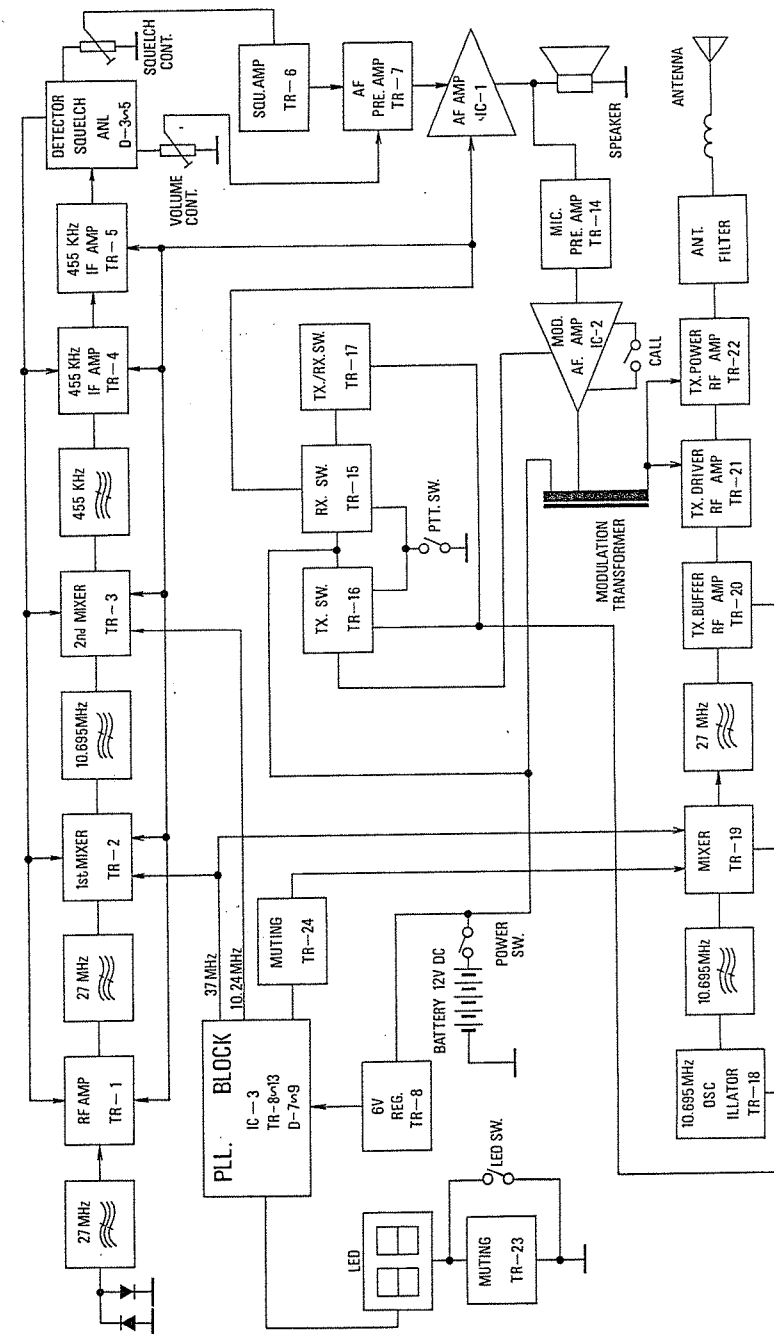 27 MHz
RF AMP
TR-1
27 MHz
1st MIXER
TR-2
10.695MHz
2nd MIXER
TR-3
455 KHz
455 KHz
IF AMP
TR-4
455 KHz
IF AMP
TR-5
DETECTOR
SQUELCH
ANL
D-3∽5
SQUELCH
CONT.
VOLUME
CONT.
SQU.AMP
TR-6
AF
PRE. AMP
TR-7
AF AMP
IC-1
SPEAKER
37 MHz
10.24MHz
PLL. BLOCK
IC-3
TR-8∽13
D-7∽9
MUTING
TR-24
TX. SW.
TR-16
RX. SW.
TR-15
TX./RX.SW.
TR-17
PTT. SW.
MIC.
PRE. AMP
TR-14
MOD.
AF. AMP
IC-2
CALL
MODULATION
TRANSFORMER
6V
REG.
TR-8
BATTERY 12V DC
POWER
SW.
LED
LED SW.
MUTING
TR-23
10.695MHz
OSC
ILLATOR
TR-18
10.695MHz
MIXER
TR-19
27 MHz
TX.BUFFER
RF AMP
TR-20
TX.DRIVER
RF AMP
TR-21
TX.POWER
RF AMP
TR-22
ANT.
FILTER
ANTENNA